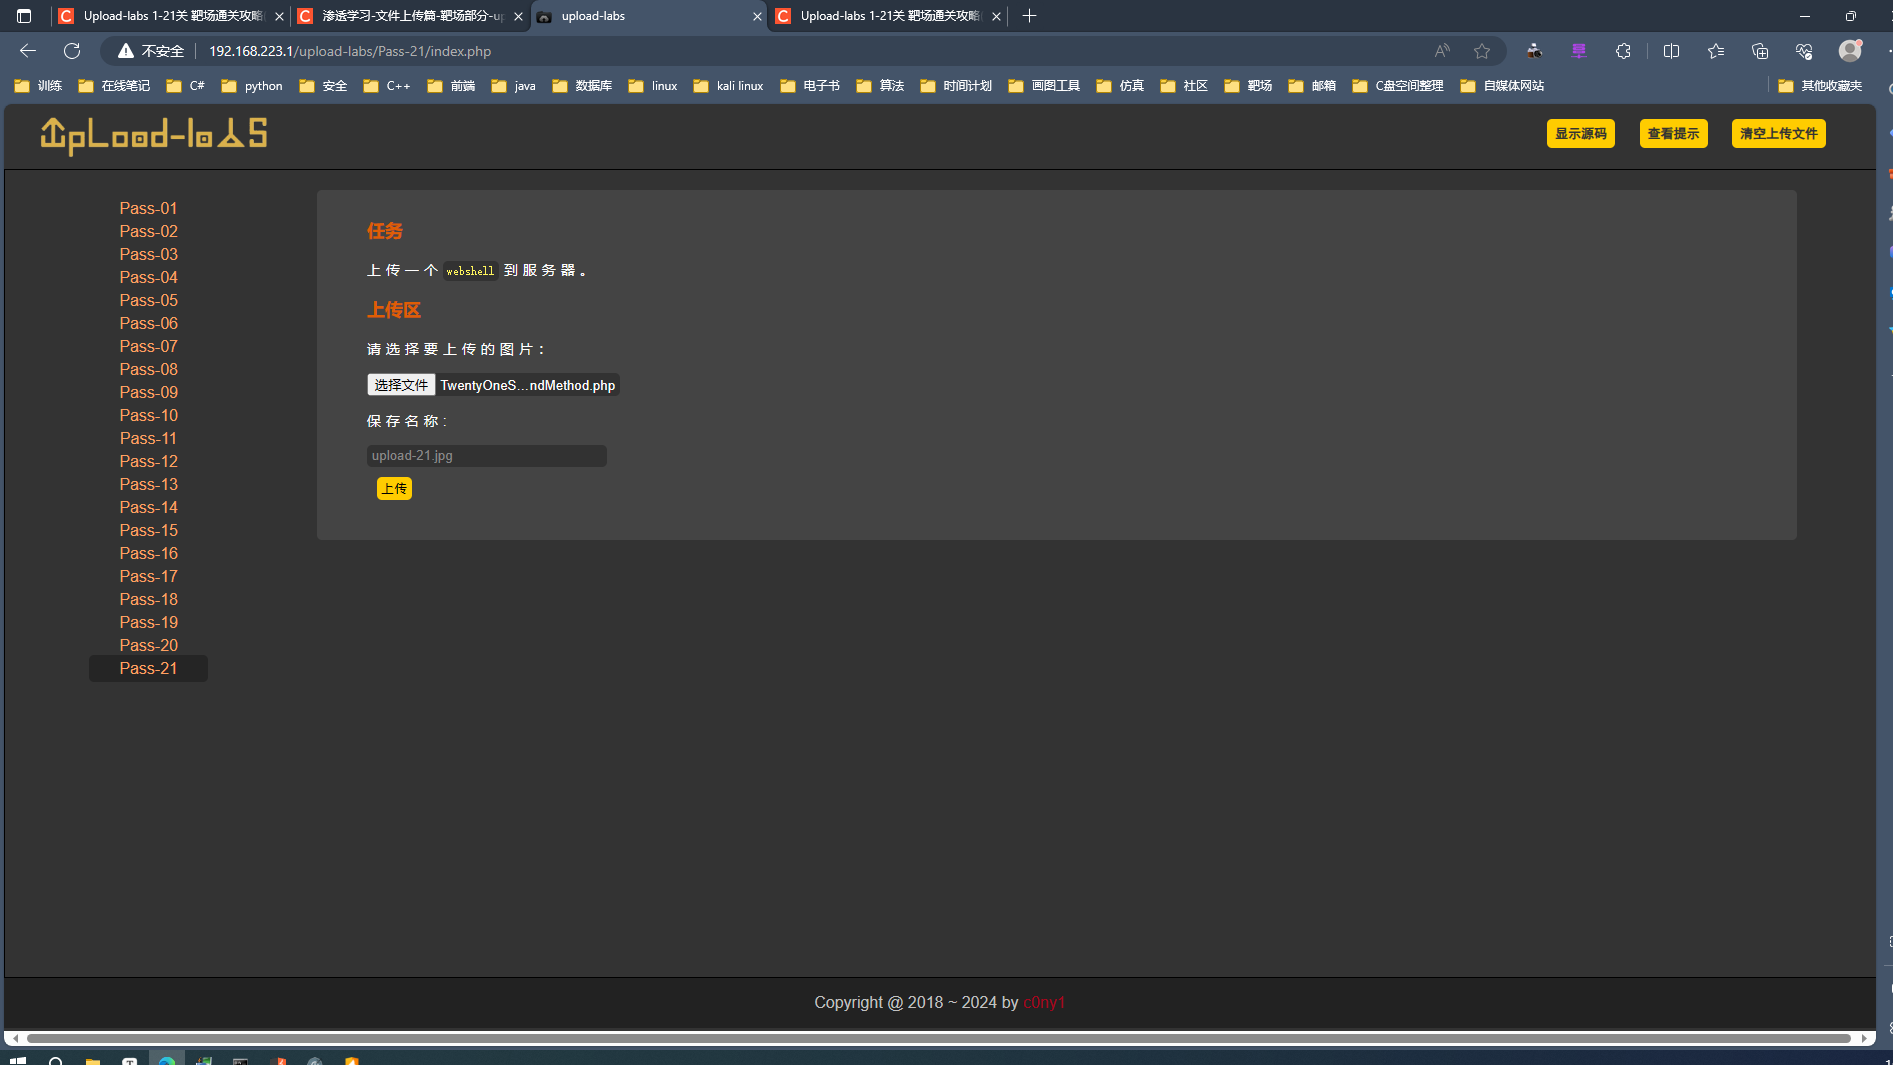 Upload-labs 1-21关 靶场通关攻略(
渗透学习-文件上传篇-靶场部分-up
upload-labs
Upload-labs 1-21关 靶场通关攻略(
不安全
192.168.223.1/upload-labs/Pass-21/index.php
训练
在线笔记
C#
python
安全
C++
前端
java
数据库
linux
kali linux
电子书
算法
时间计划
画图工具
仿真
社区
靶场
邮箱
C盘空间整理
自媒体网站
其他收藏夹
UpLoad-labS
显示源码
查看提示
清空上传文件
Pass-01
Pass-02
Pass-03
Pass-04
Pass-05
Pass-06
Pass-07
Pass-08
Pass-09
Pass-10
Pass-11
Pass-12
Pass-13
Pass-14
Pass-15
Pass-16
Pass-17
Pass-18
Pass-19
Pass-20
Pass-21
任务
上传一个 webshell 到服务器。
上传区
请选择要上传的图片：
选择文件 TwentyOneS...ndMethod.php
保存名称:
upload-21.jpg
上传
Copyright @ 2018 ~ 2024 by c0ny1